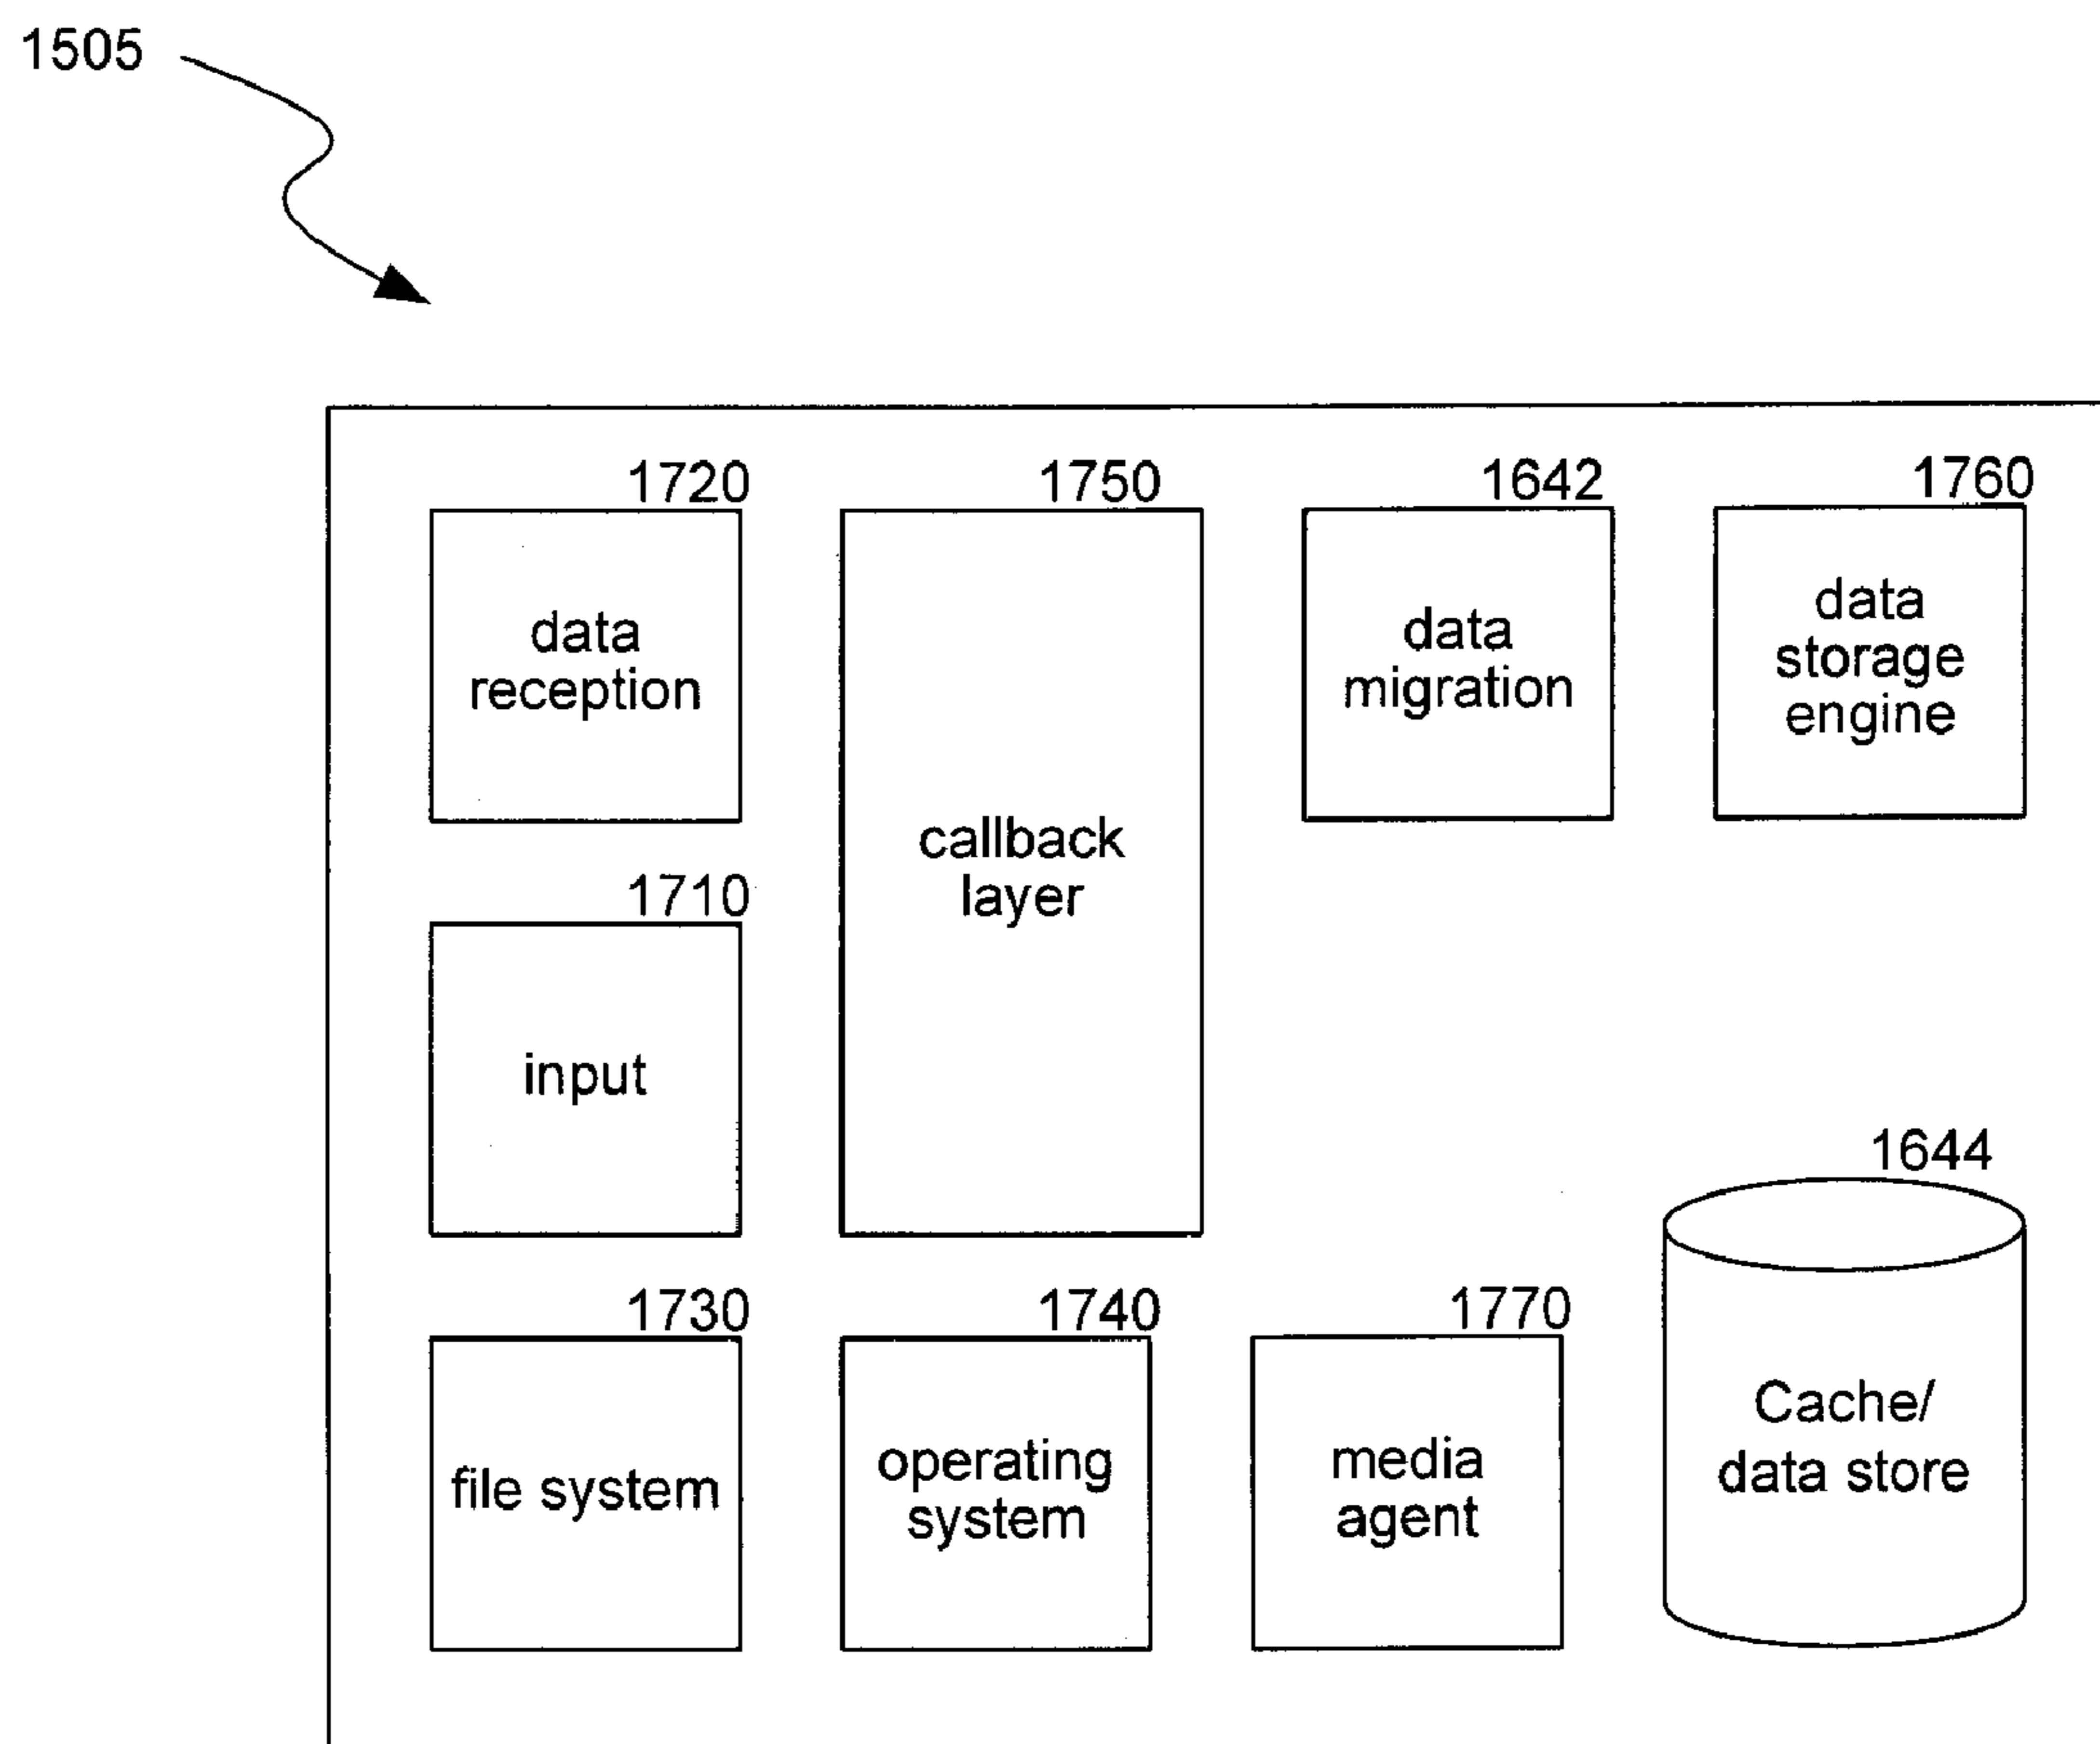 1505
1720
data
reception
1750
callback
layer
1642
data
migration
1760
data
storage
engine
1710
input
1644
Cache/
data store
1730
file system
1740
operating
system
1770
media
agent